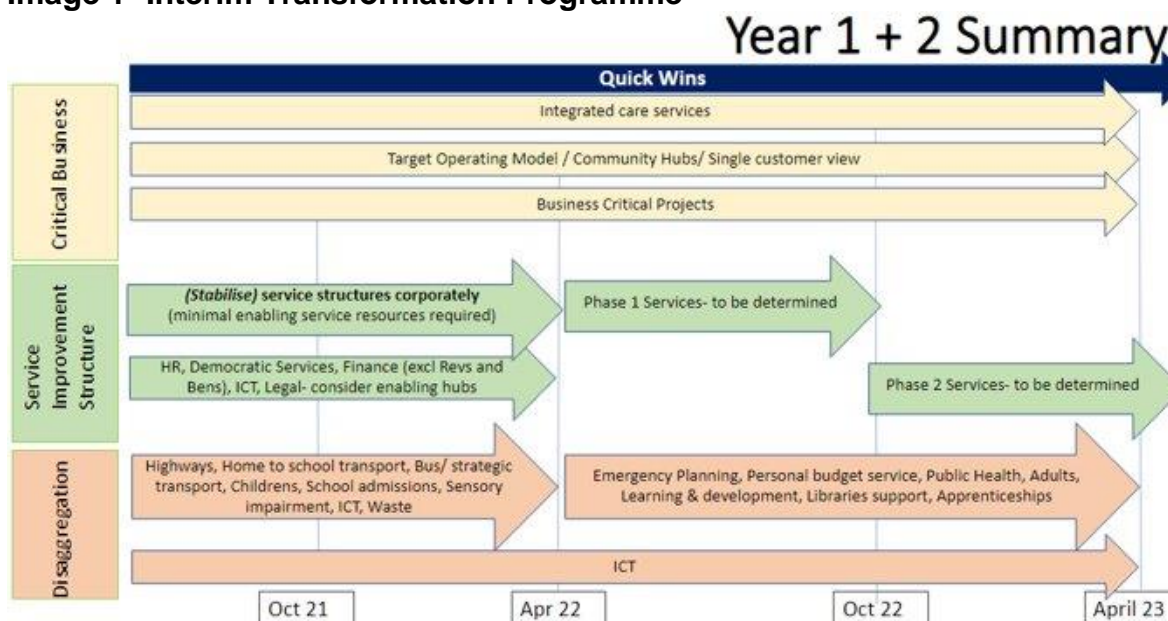 Image 1- Interim Transformation Programme
Year 1 + 2 Summary
Quick Wins
Critical Business
Integrated care services
Target Operating Model / Community Hubs/ Single customer view
Business Critical Projects
Service
Improvement
Structure
(Stabilise) service structures corporately
(minimal enabling service resources required)
Phase 1 Services- to be determined
HR, Democratic Services, Finance (excl Revs and
Bens), ICT, Legal- consider enabling hubs
Phase 2 Services- to be determined
Disaggregation
Highways, Home to school transport, Bus/ strategic
transport, Childrens, School admissions, Sensory
impairment, ICT, Waste
Emergency Planning, Personal budget service, Public Health, Adults,
Learning & development, Libraries support, Apprenticeships
ICT
Oct 21
Apr 22
Oct 22
April 23